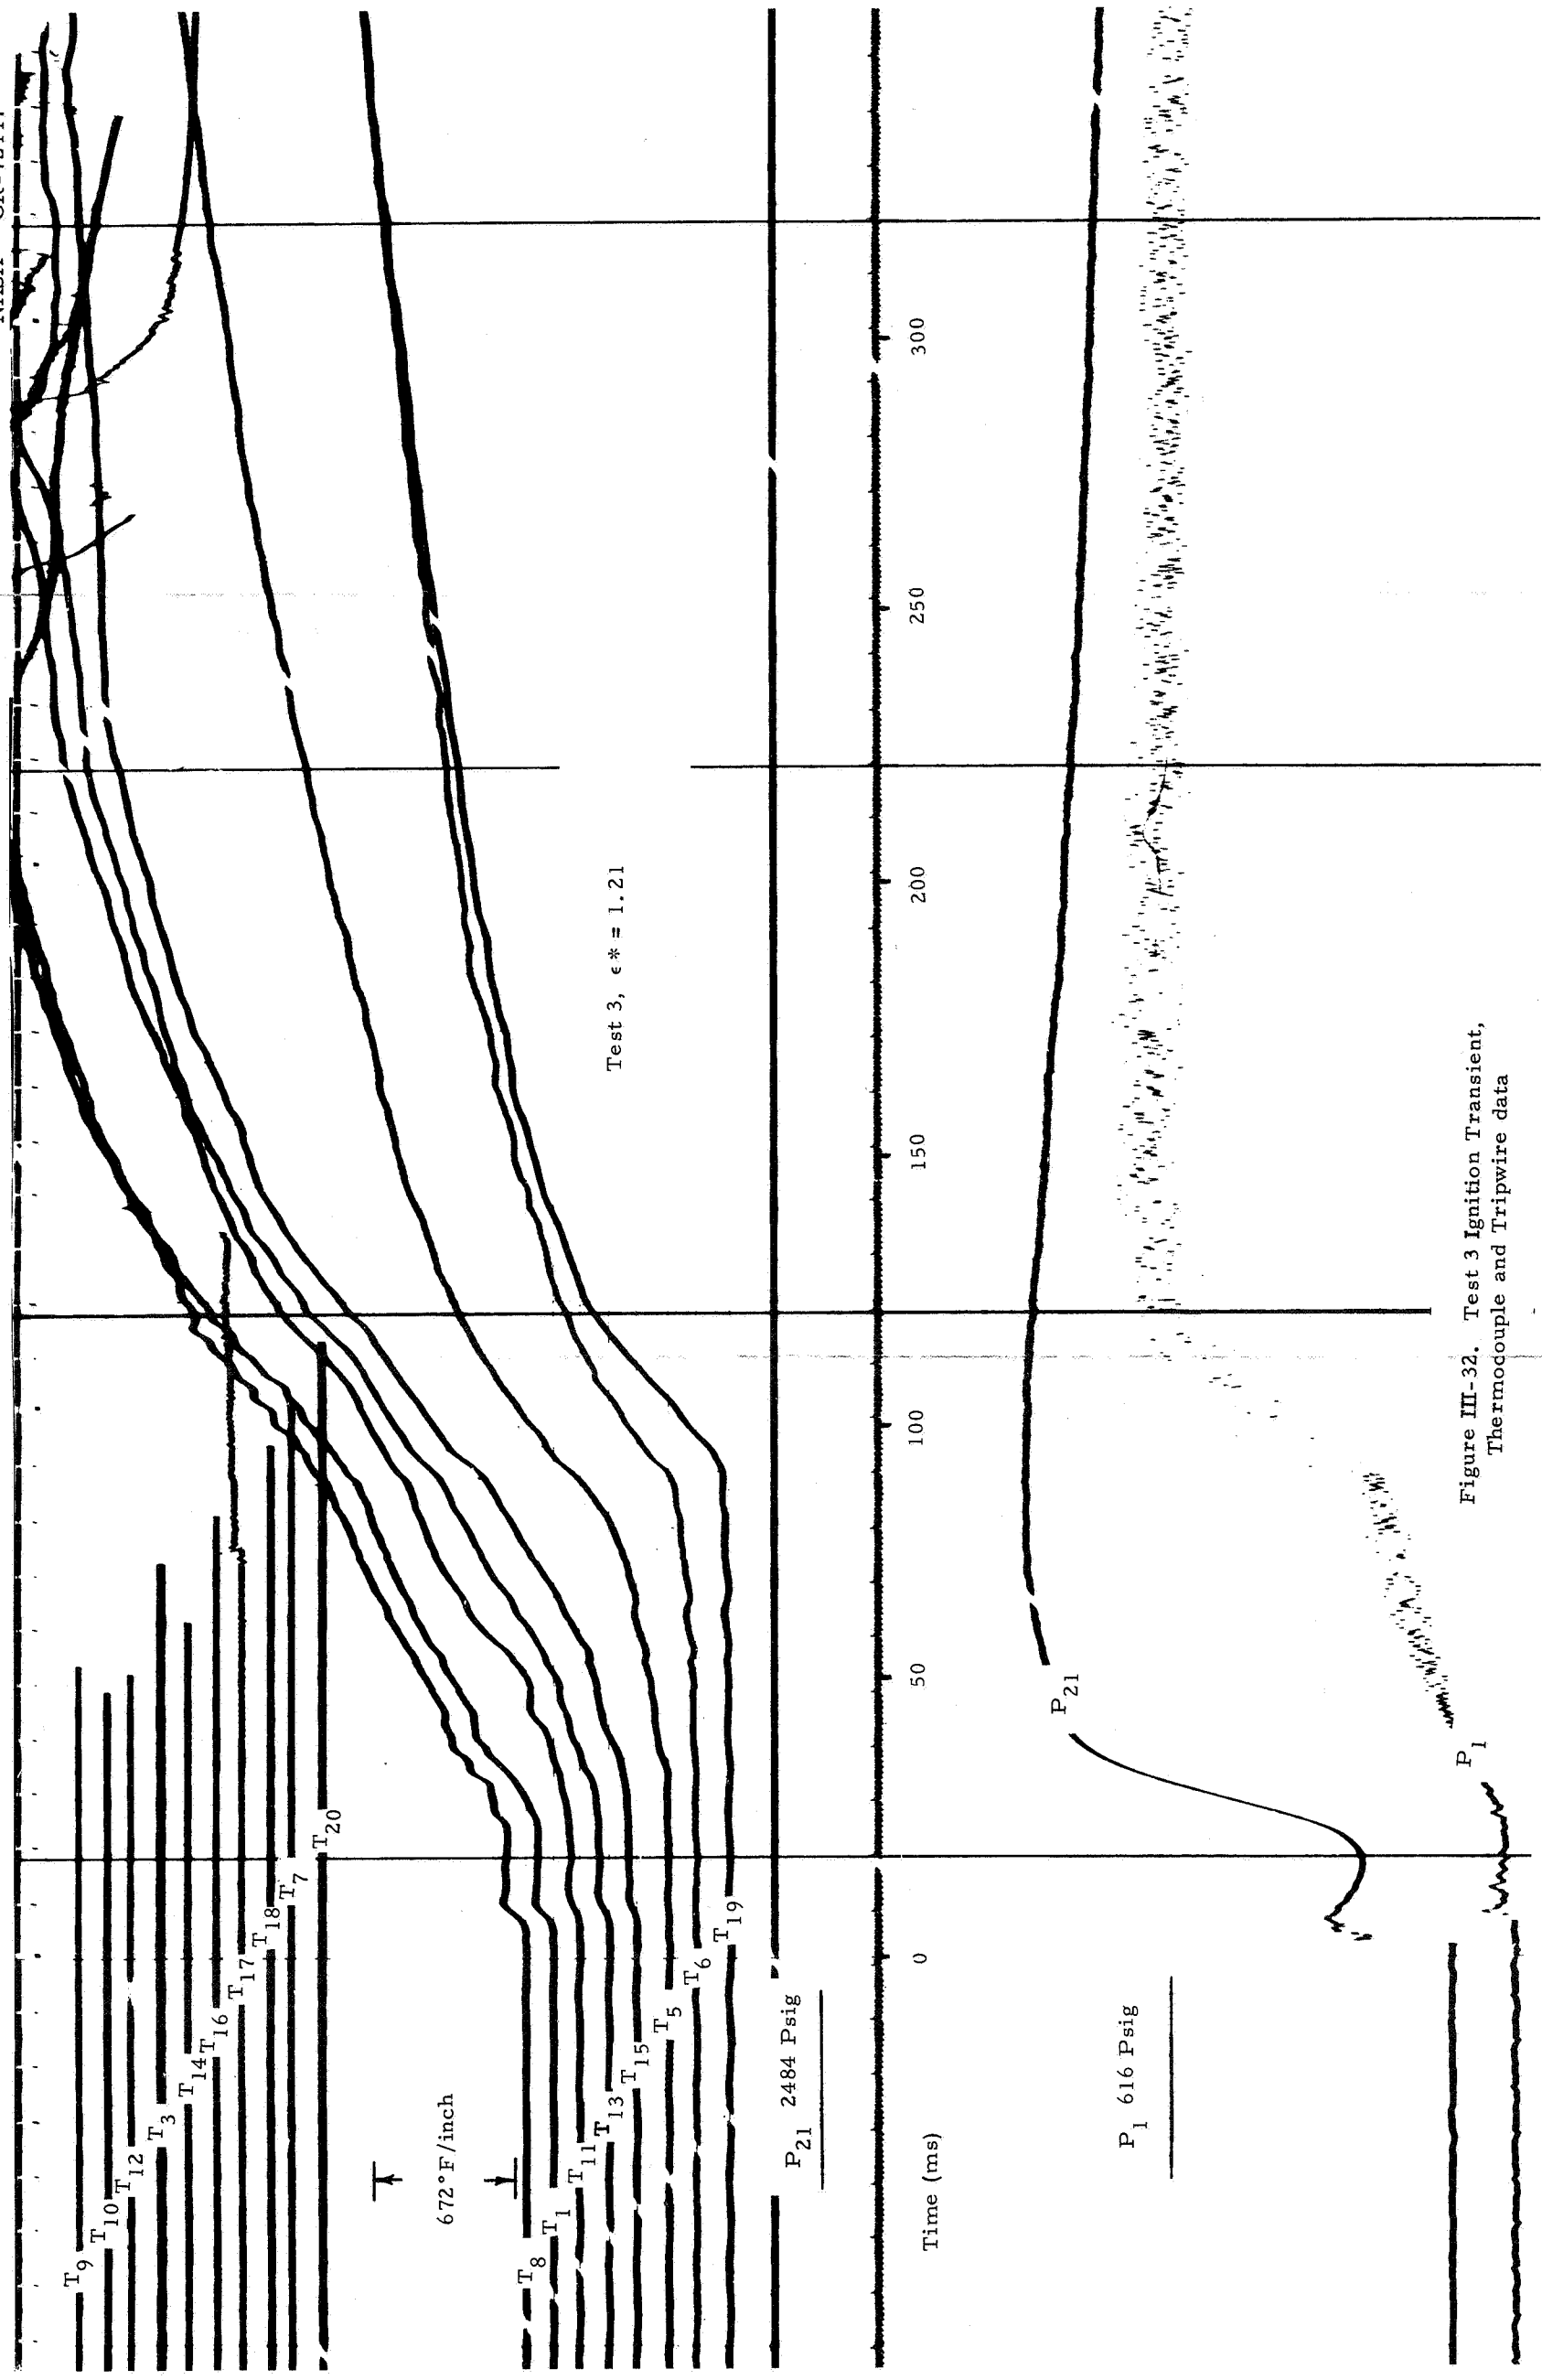 T9
T10
T12
T3
T14
T16
T17
T18
T7
T20
672°F/inch
T8
T1
T11
T13
T15
T5
T6
T19
P21 2484 Psig
Time (ms)
0
50
100
150
200
250
300
Test 3, ϵ* = 1.21
P21
P1 616 Psig
P1
Figure III-32. Test 3 Ignition Transient,
Thermocouple and Tripwire data